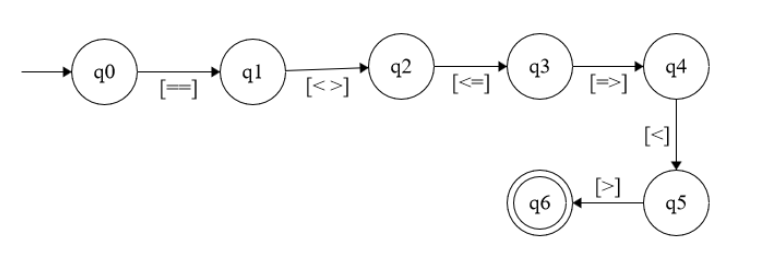 q0 [==] q1 [< >] q2 [<=] q3 [=>] q4
[<]
q6 [>] q5